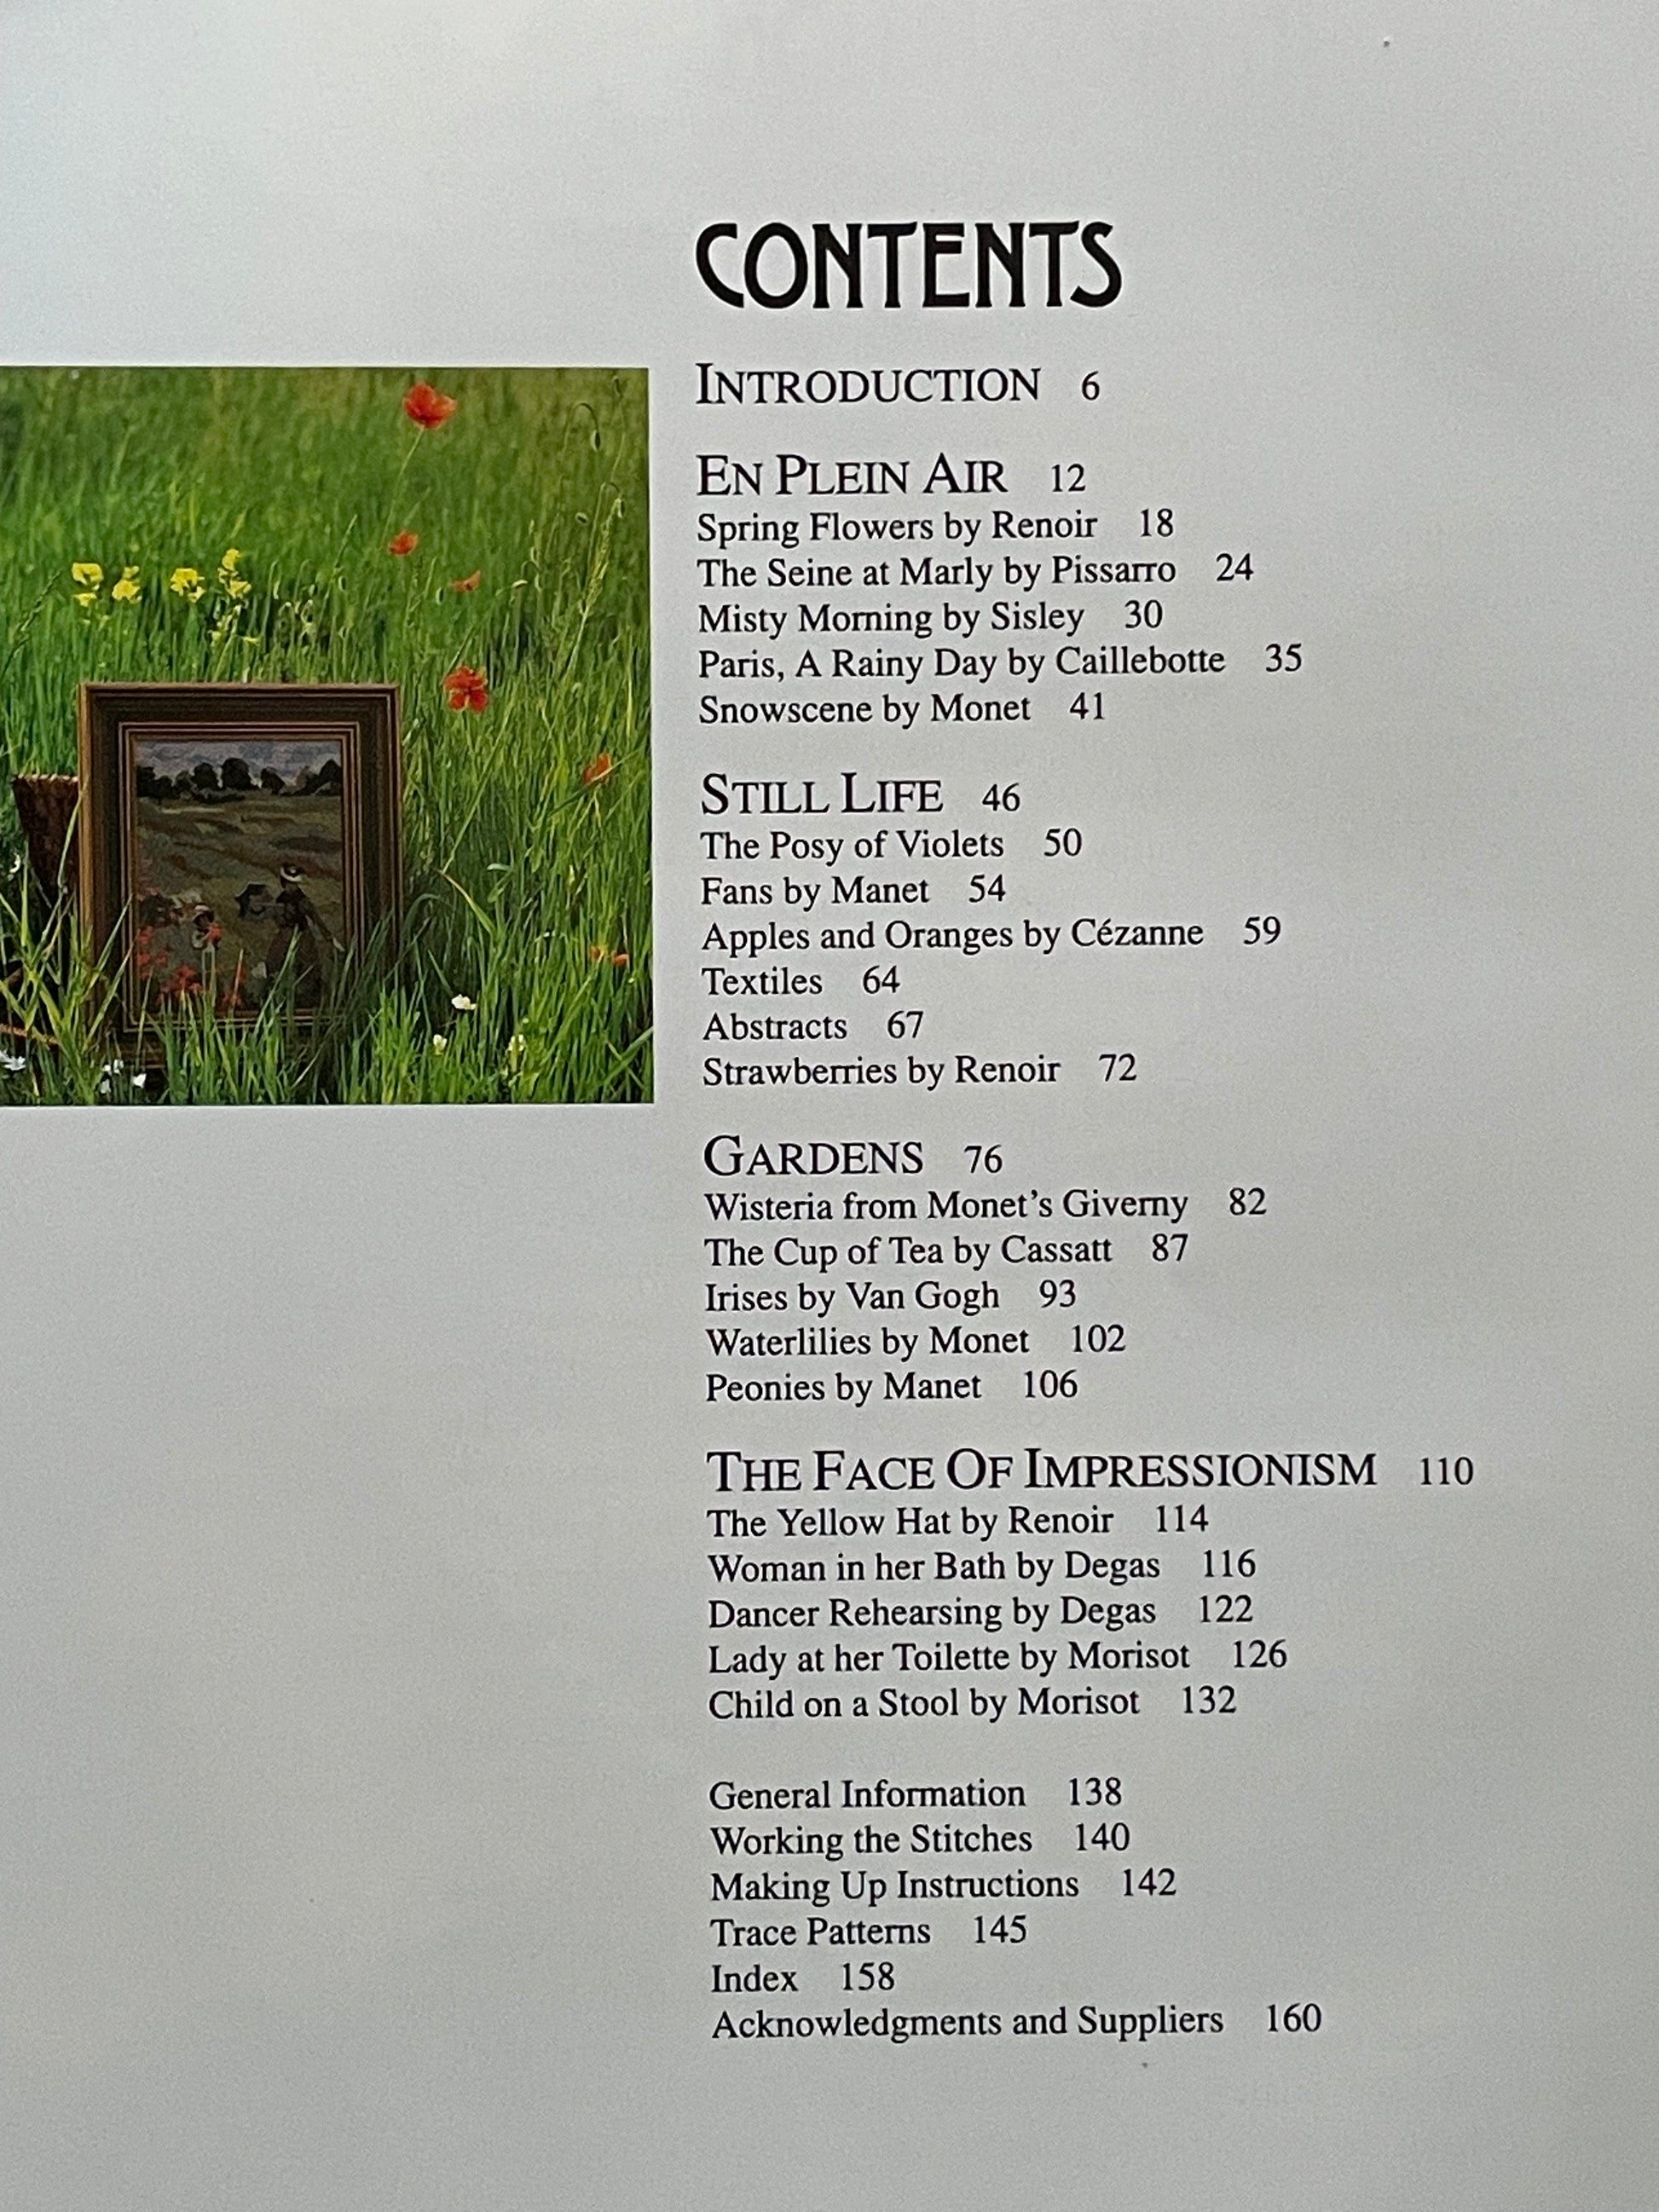 CONTENTS
INTRODUCTION 6
EN PLEIN AIR 12
Spring Flowers by Renoir 18
The Seine at Marly by Pissarro 24
Misty Morning by Sisley 30
Paris, A Rainy Day by Caillebotte 35
Snowscene by Monet 41
STILL LIFE 46
The Posy of Violets 50
Fans by Manet 54
Apples and Oranges by Cézanne 59
Textiles 64
Abstracts 67
Strawberries by Renoir 72
GARDENS 76
Wisteria from Monet's Giverny 82
The Cup of Tea by Cassatt 87
Irises by Van Gogh 93
Waterlilies by Monet 102
Peonies by Manet 106
THE FACE OF IMPRESSIONISM 110
The Yellow Hat by Renoir 114
Woman in her Bath by Degas 116
Dancer Rehearsing by Degas 122
Lady at her Toilette by Morisot 126
Child on a Stool by Morisot 132
General Information 138
Working the Stitches 140
Making Up Instructions 142
Trace Patterns 145
Index 158
Acknowledgments and Suppliers 160